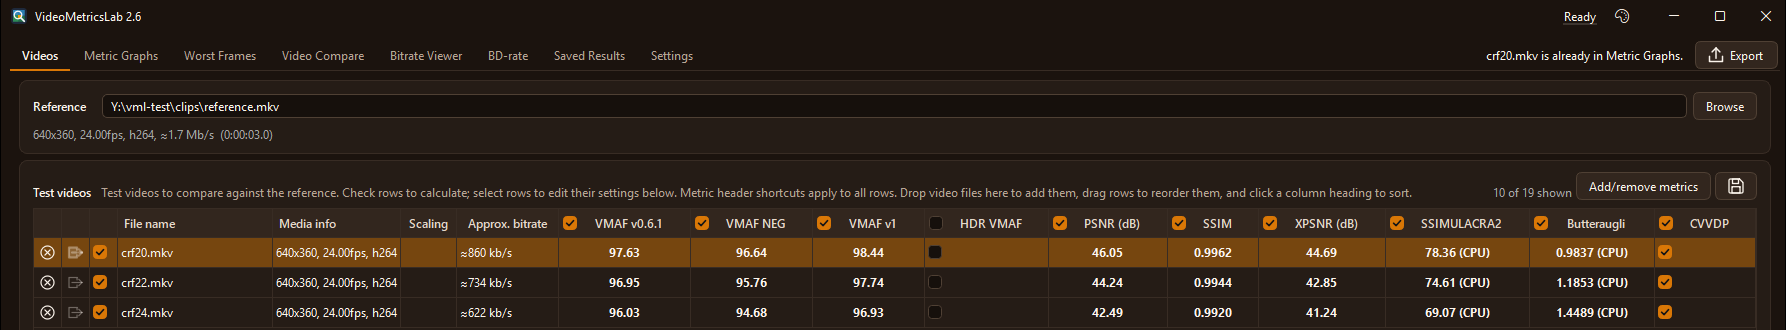 VideoMetricsLab 2.6 Ready
Videos Metric Graphs Worst Frames Video Compare Bitrate Viewer BD-rate Saved Results Settings crf20.mkv is already in Metric Graphs. Export
Reference Y:\vml-test\clips\reference.mkv Browse
640x360, 24.00fps, h264, ≈1.7 Mb/s (0:00:03.0)
Test videos Test videos to compare against the reference. Check rows to calculate; select rows to edit their settings below. Metric header shortcuts apply to all rows. Drop video files here to add them, drag rows to reorder them, and click a column heading to sort. 10 of 19 shown Add/remove metrics
File name Media info Scaling Approx. bitrate VMAF v0.6.1 VMAF NEG VMAF v1 HDR VMAF PSNR (dB) SSIM XPSNR (dB) SSIMULACRA2 Butteraugli CVVDP
crf20.mkv 640x360, 24.00fps, h264 ≈860 kb/s 97.63 96.64 98.44 46.05 0.9962 44.69 78.36 (CPU) 0.9837 (CPU)
crf22.mkv 640x360, 24.00fps, h264 ≈734 kb/s 96.95 95.76 97.74 44.24 0.9944 42.85 74.61 (CPU) 1.1853 (CPU)
crf24.mkv 640x360, 24.00fps, h264 ≈622 kb/s 96.03 94.68 96.93 42.49 0.9920 41.24 69.07 (CPU) 1.4489 (CPU)